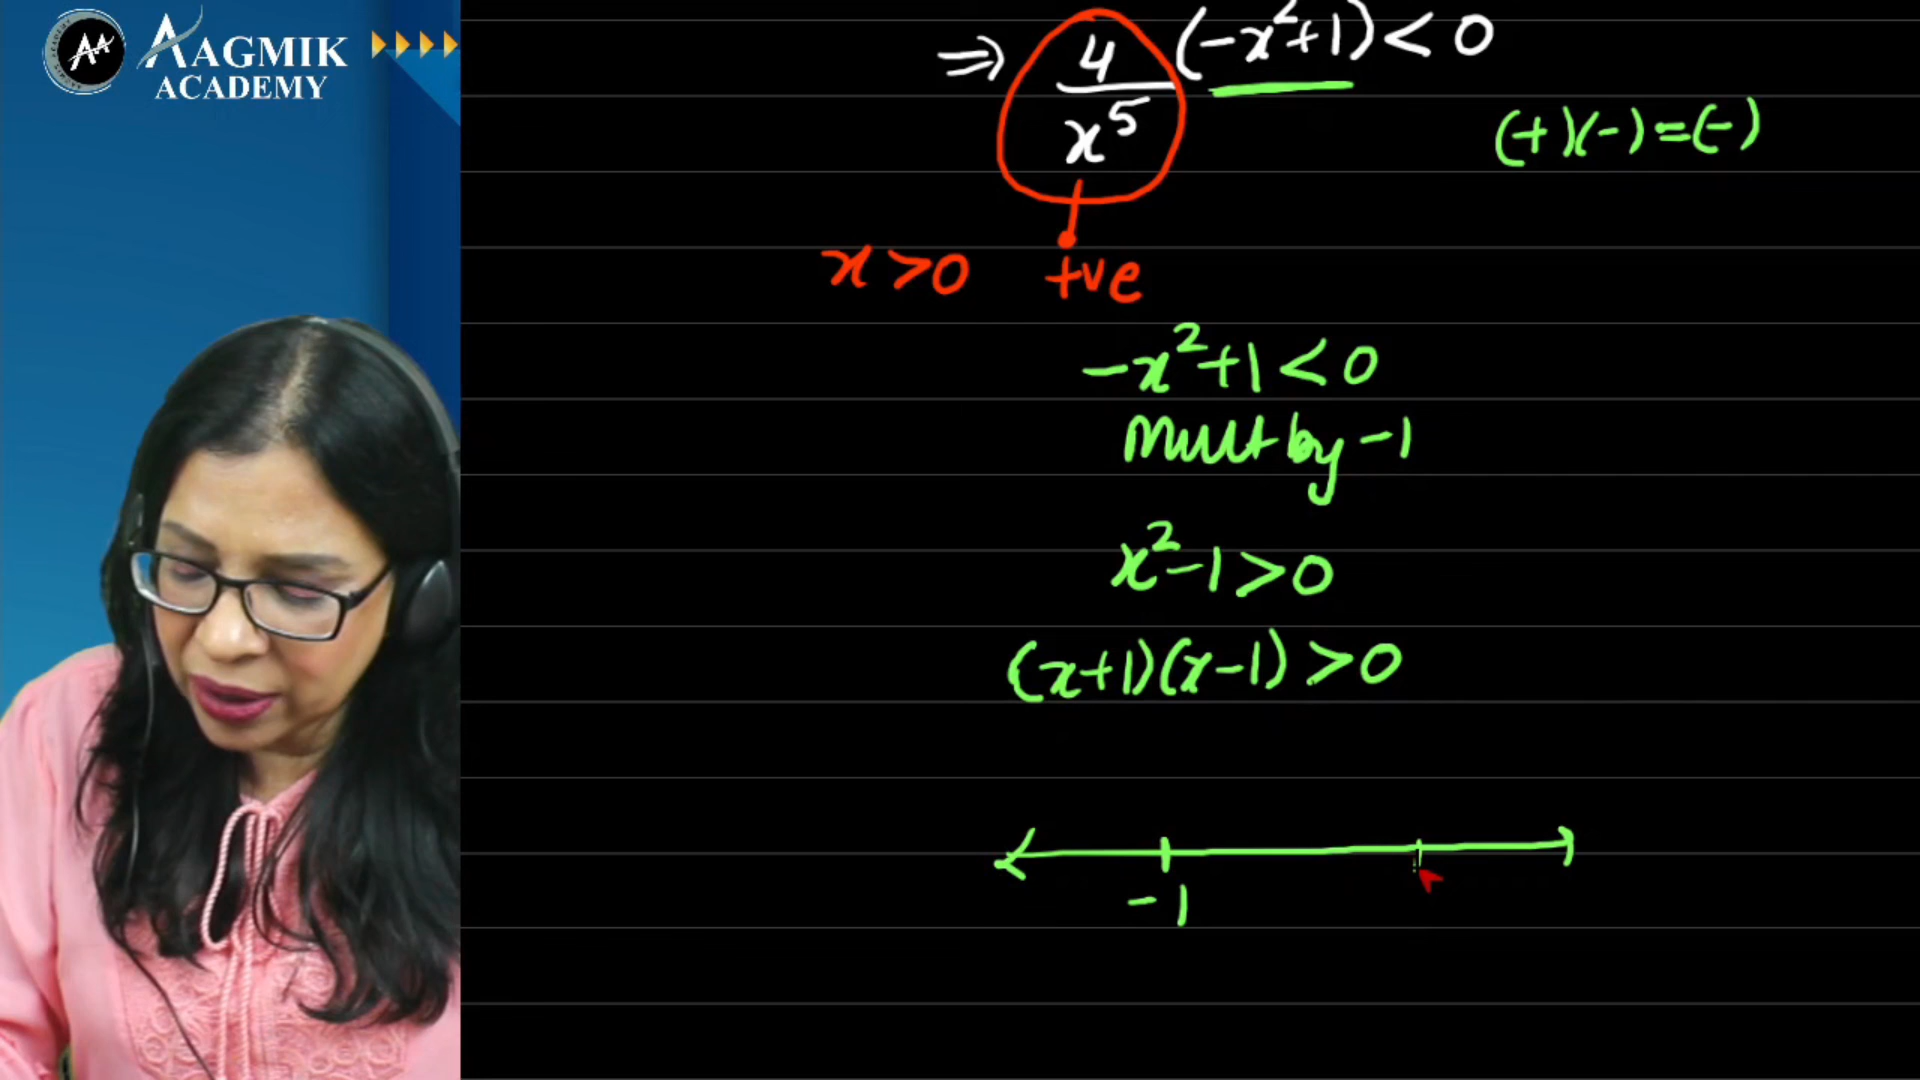 AAGMIK
ACADEMY
⇒ 4/x⁵ (-x²+1) < 0
(+)(-) = (-)
x > 0 +ve
-x²+1 < 0
Mult by -1
x²-1 > 0
(x+1)(x-1) > 0
-1